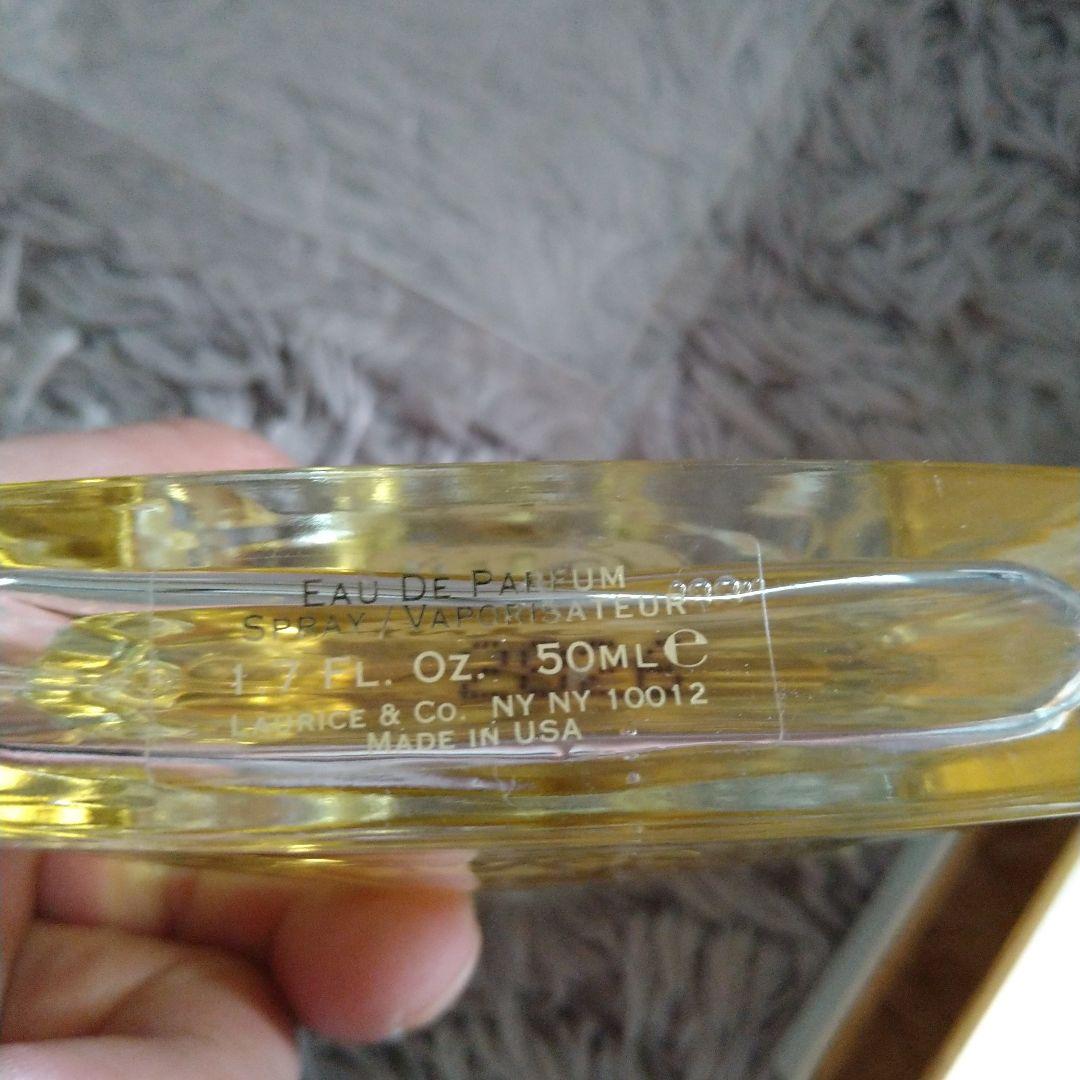 EAU DE PARFUM
SPRAY / VAPORISATEUR
1.7 FL. OZ. 50ML ℮
LAURICE & CO. NY NY 10012
MADE IN USA